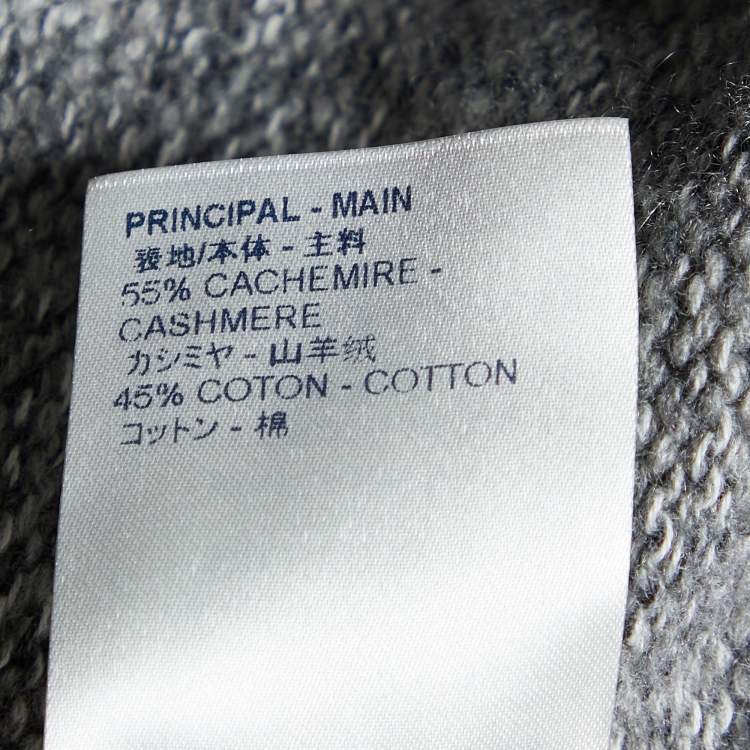 PRINCIPAL - MAIN
表地/本体 - 主料
55% CACHEMIRE -
CASHMERE
カシミヤ - 山羊绒
45% COTON - COTTON
コットン - 棉